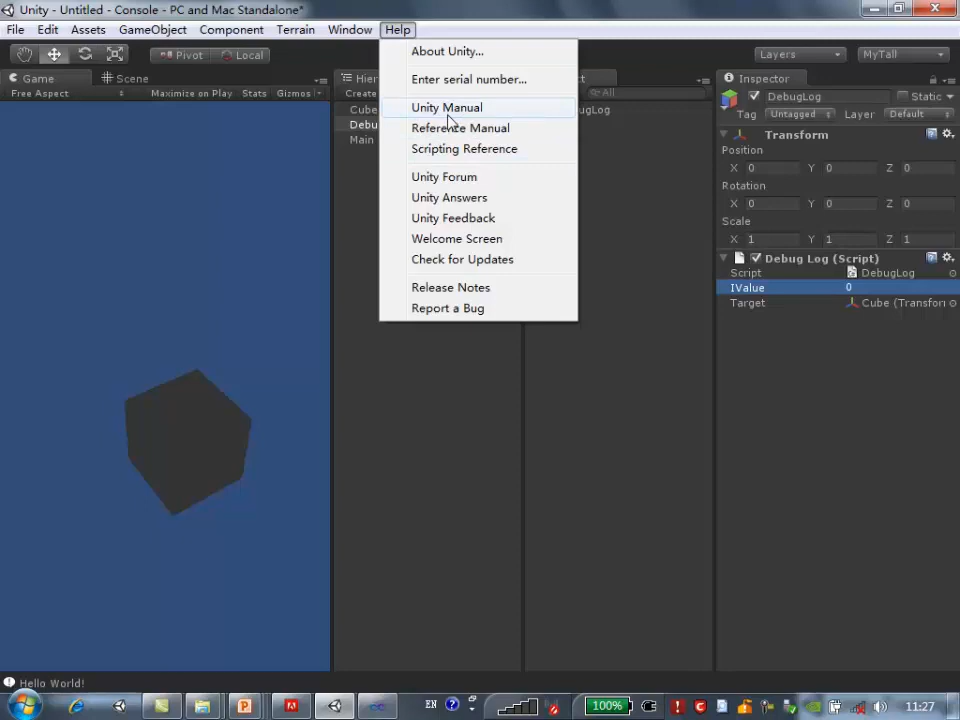 Unity - Untitled - Console - PC and Mac Standalone*
File Edit Assets GameObject Component Terrain Window Help
Pivot Local Layers MyTall
Game Scene
Free Aspect Maximize on Play Stats Gizmos
Hier
Create
Cube
Debu
Main
About Unity...
Enter serial number...
Unity Manual
Reference Manual
Scripting Reference
Unity Forum
Unity Answers
Unity Feedback
Welcome Screen
Check for Updates
Release Notes
Report a Bug
All
Inspector
DebugLog Static
Tag Untagged Layer Default
Transform
Position
X 0 Y 0 Z 0
Rotation
X 0 Y 0 Z 0
Scale
X 1 Y 1 Z 1
Debug Log (Script)
Script DebugLog
IValue 0
Target Cube (Transforn
Hello World!
EN 100% 11:27